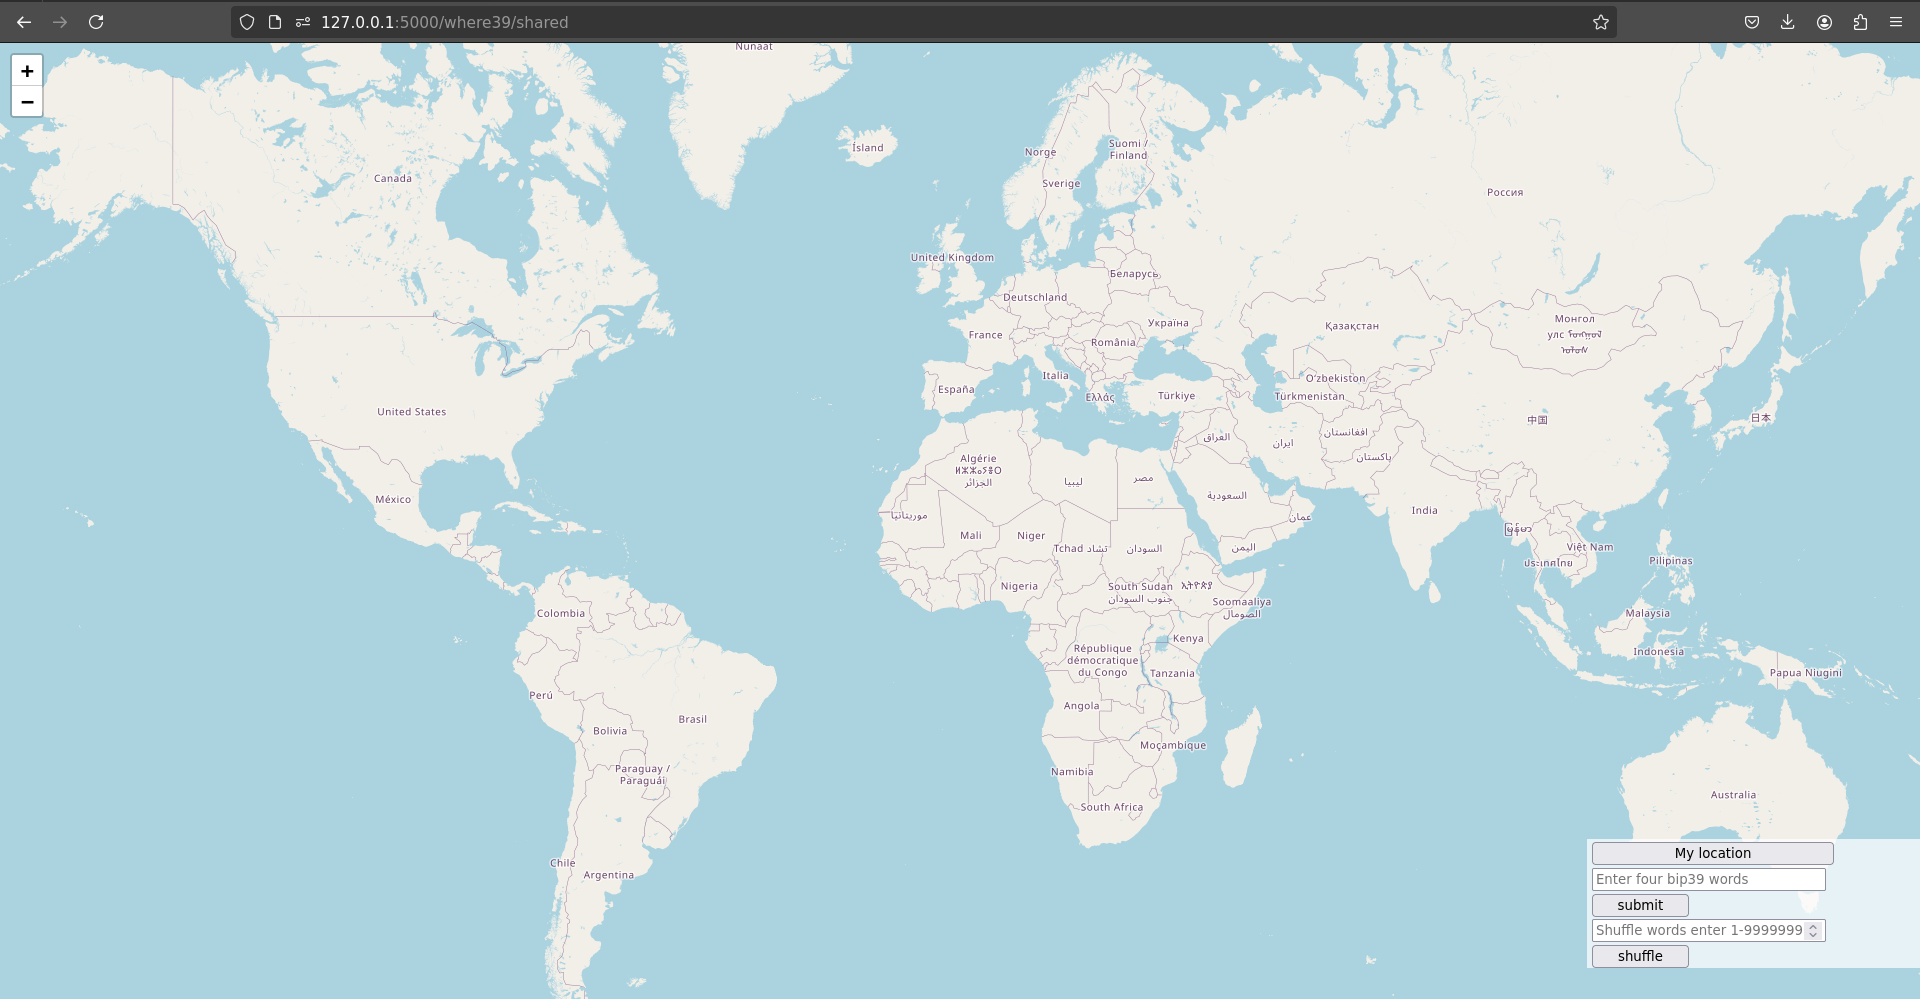 127.0.0.1:5000/where39/shared
+
−
Nunaat
Ísland
Norge
Suomi /
Finland
Sverige
Canada
Россия
United Kingdom
Беларусь
Deutschland
Україна
France
România
Қазақстан
Монгол
улс
Italia
España
Ελλάς
Türkiye
Oʻzbekiston
Türkmenistan
United States
中国
日本
العراق
ایران
افغانستان
پاکستان
Algérie
ⵍⵣⵣⴰⵢⴻⵔ
الجزائر
ليبيا
مصر
السعودية
México
موريتانيا
عمان
India
မြန်မာ
Mali
Niger
Tchad تشاد
السودان
اليمن
Việt Nam
ประเทศไทย
Pilipinas
Nigeria
South Sudan
جنوب السودان
ኢትዮጵያ
Soomaaliya
الصومال
Colombia
Malaysia
Kenya
Indonesia
République
démocratique
du Congo
Tanzania
Papua Niugini
Perú
Angola
Brasil
Bolivia
Moçambique
Paraguay /
Paraguái
Namibia
South Africa
Australia
Chile
Argentina
My location
Enter four bip39 words
submit
Shuffle words enter 1-9999999
shuffle